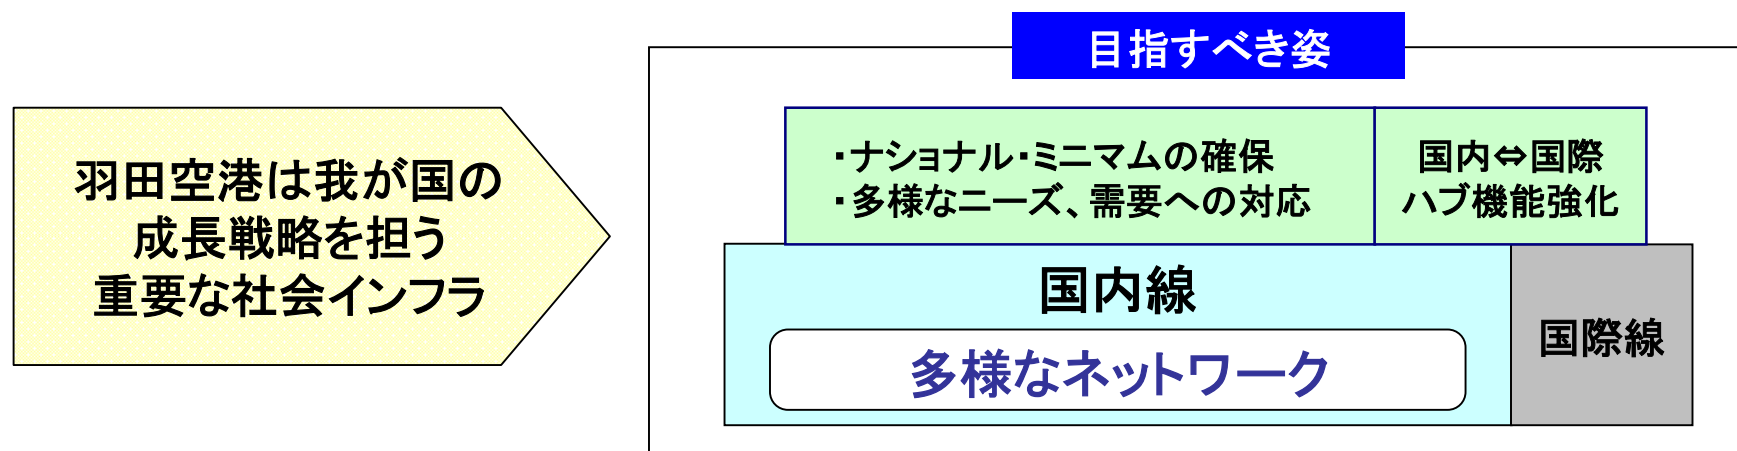 目指すべき姿
羽田空港は我が国の
成長戦略を担う
重要な社会インフラ
・ナショナル・ミニマムの確保
・多様なニーズ、需要への対応
国内⇔国際
ハブ機能強化
国内線
多様なネットワーク
国際線